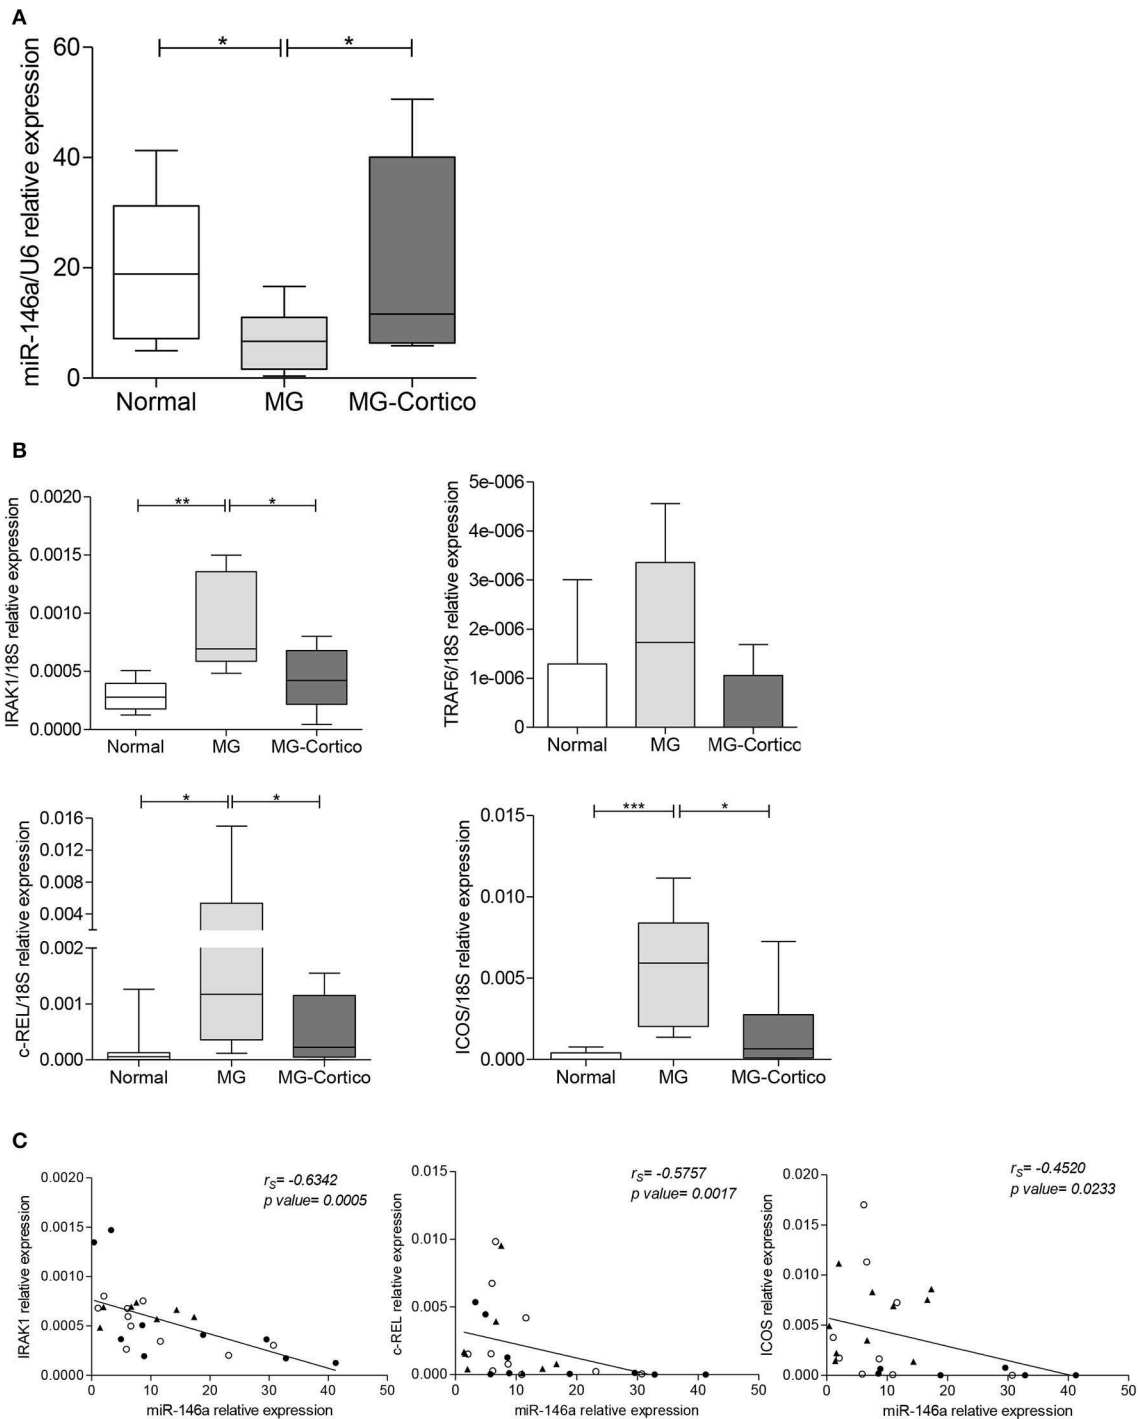 A
miR-146a/U6 relative expression
60
40
20
0
* *
Normal MG MG-Cortico
B
IRAK1/18S relative expression
0.0020
0.0015
0.0010
0.0005
0.0000
** *
Normal MG MG-Cortico
TRAF6/18S relative expression
5e-006
4e-006
3e-006
2e-006
1e-006
0
Normal MG MG-Cortico
c-REL/18S relative expression
0.016
0.012
0.008
0.004
0.002
0.001
0.000
* *
Normal MG MG-Cortico
ICOS/18S relative expression
0.015
0.010
0.005
0.000
*** *
Normal MG MG-Cortico
C
IRAK1 relative expression
0.0020
0.0015
0.0010
0.0005
0.0000
rS= -0.6342
p value= 0.0005
0 10 20 30 40 50
miR-146a relative expression
c-REL relative expression
0.015
0.010
0.005
0.000
rS= -0.5757
p value= 0.0017
0 10 20 30 40 50
miR-146a relative expression
ICOS relative expression
0.020
0.015
0.010
0.005
0.000
rS= -0.4520
p value= 0.0233
0 10 20 30 40 50
miR-146a relative expression